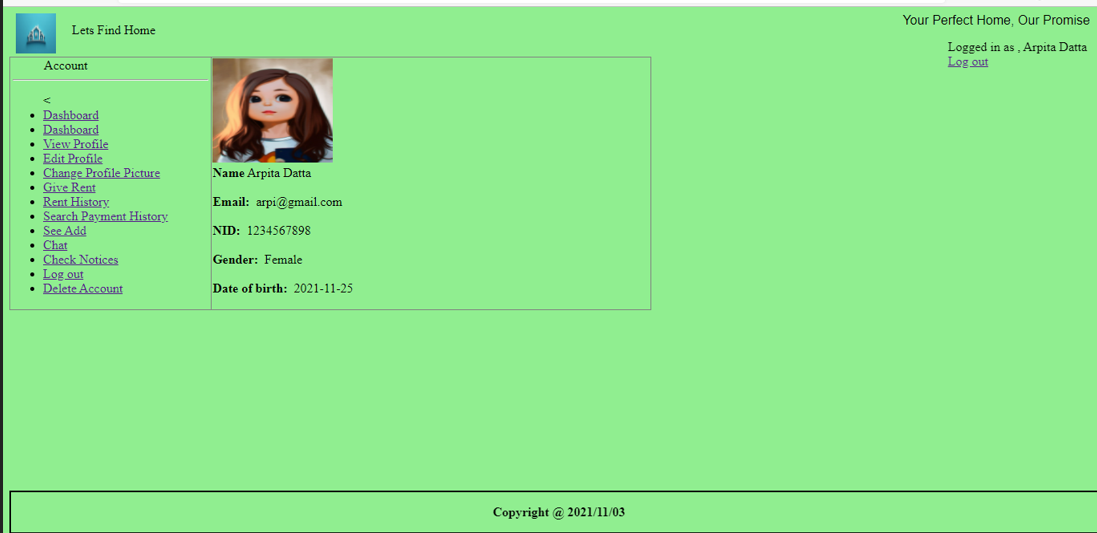 Lets Find Home
Your Perfect Home, Our Promise
Logged in as , Arpita Datta
Log out
Account
<
Dashboard
Dashboard
View Profile
Edit Profile
Change Profile Picture
Give Rent
Rent History
Search Payment History
See Add
Chat
Check Notices
Log out
Delete Account
Name Arpita Datta
Email: arpi@gmail.com
NID: 1234567898
Gender: Female
Date of birth: 2021-11-25
Copyright @ 2021/11/03